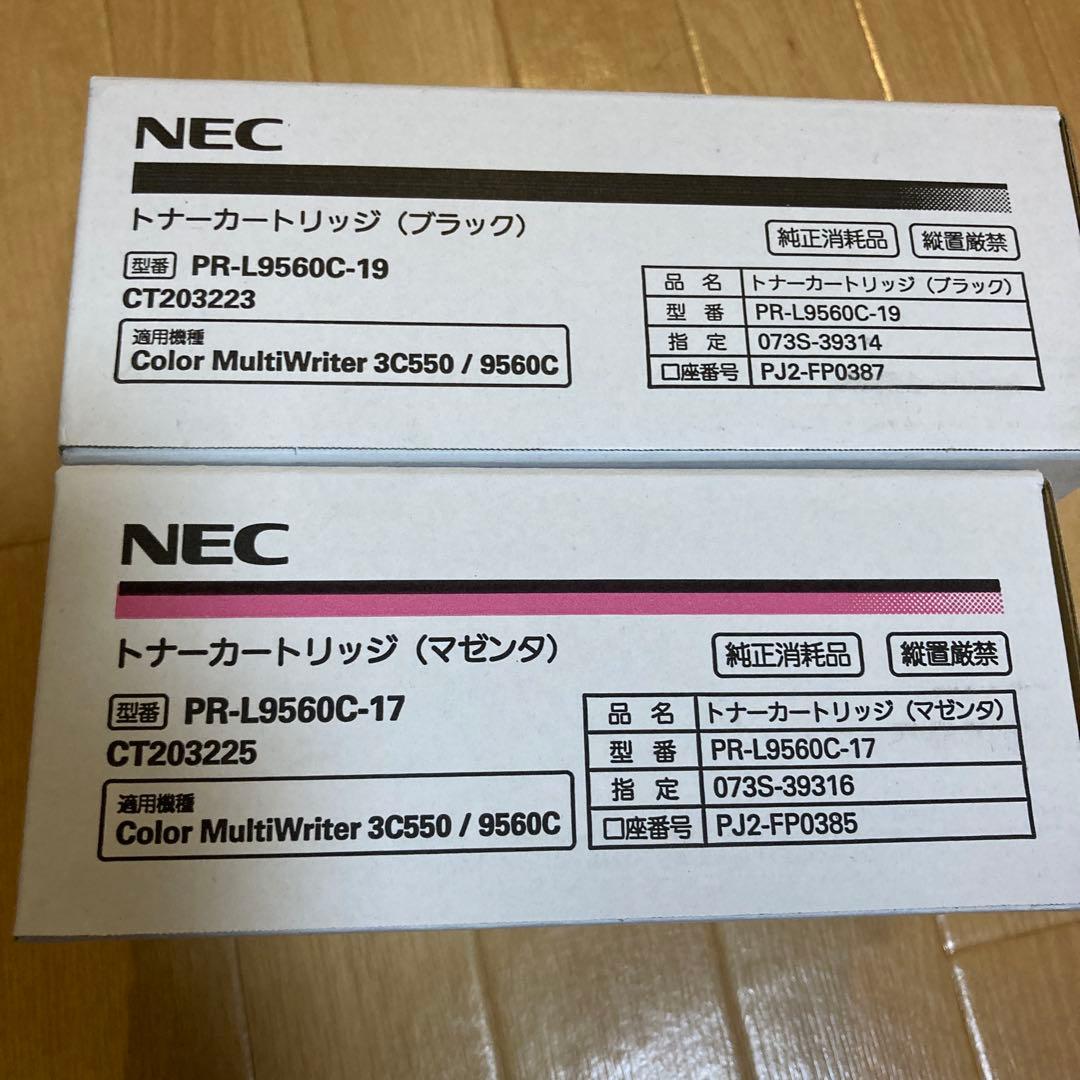 NEC
トナーカートリッジ（ブラック）
純正消耗品 縦置厳禁
型番 PR-L9560C-19
CT203223
適用機種
Color MultiWriter 3C550 / 9560C
品 名 トナーカートリッジ（ブラック）
型 番 PR-L9560C-19
指 定 073S-39314
口座番号 PJ2-FP0387
NEC
トナーカートリッジ（マゼンタ）
純正消耗品 縦置厳禁
型番 PR-L9560C-17
CT203225
適用機種
Color MultiWriter 3C550 / 9560C
品 名 トナーカートリッジ（マゼンタ）
型 番 PR-L9560C-17
指 定 073S-39316
口座番号 PJ2-FP0385